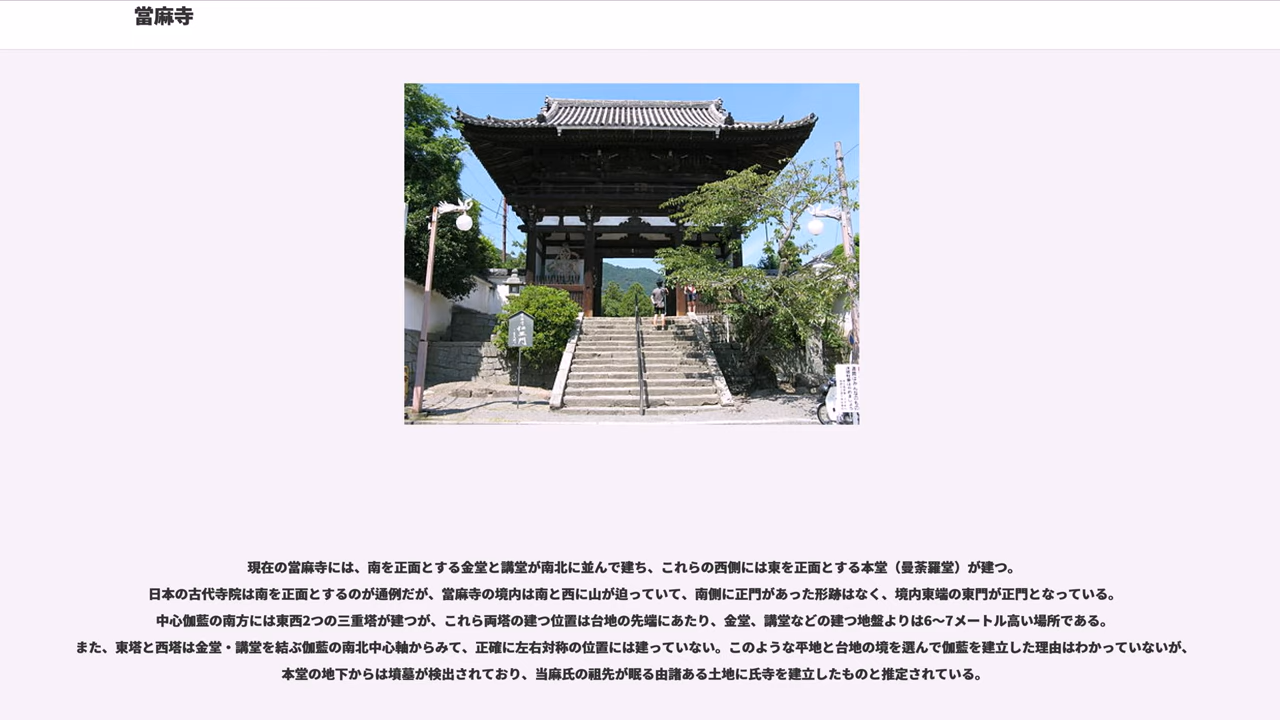 當麻寺
仁王門
現在の當麻寺には、南を正面とする金堂と講堂が南北に並んで建ち、これらの西側には東を正面とする本堂（曼荼羅堂）が建つ。
日本の古代寺院は南を正面とするのが通例だが、當麻寺の境内は南と西に山が迫っていて、南側に正門があった形跡はなく、境内東端の東門が正門となっている。
中心伽藍の南方には東西2つの三重塔が建つが、これら両塔の建つ位置は台地の先端にあたり、金堂、講堂などの建つ地盤よりは6〜7メートル高い場所である。
また、東塔と西塔は金堂・講堂を結ぶ伽藍の南北中心軸からみて、正確に左右対称の位置には建っていない。このような平地と台地の境を選んで伽藍を建立した理由はわかっていないが、
本堂の地下からは墳墓が検出されており、当麻氏の祖先が眠る由諸ある土地に氏寺を建立したものと推定されている。